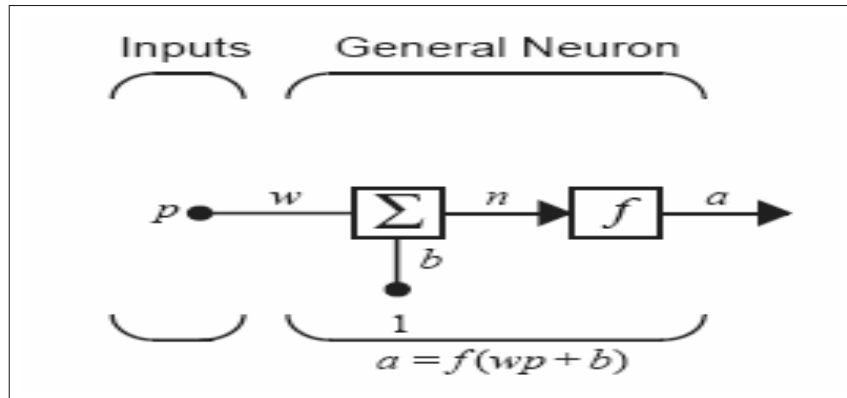 Inputs General Neuron
p w Σ n f a
b
1
a = f(wp + b)